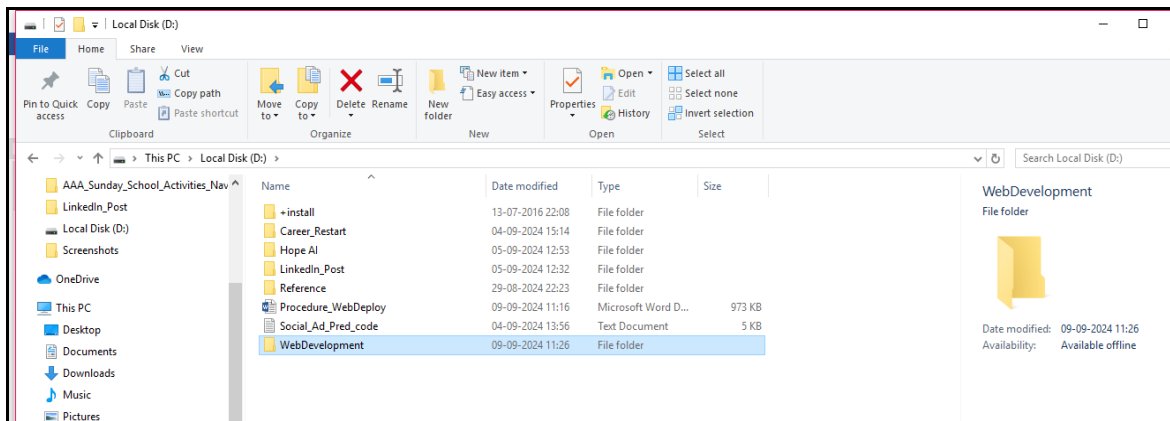 Local Disk (D:)
File Home Share View
Pin to Quick access
Copy
Paste
Cut
Copy path
Paste shortcut
Clipboard
Move to
Copy to
Delete
Rename
Organize
New folder
New item
Easy access
New
Properties
Open
Edit
History
Open
Select all
Select none
Invert selection
Select
This PC > Local Disk (D:) >
Search Local Disk (D:)
AAA_Sunday_School_Activities_Nav
LinkedIn_Post
Local Disk (D:)
Screenshots
OneDrive
This PC
Desktop
Documents
Downloads
Music
Pictures
Name Date modified Type Size
+install 13-07-2016 22:08 File folder
Career_Restart 04-09-2024 15:14 File folder
Hope AI 05-09-2024 12:53 File folder
LinkedIn_Post 05-09-2024 12:32 File folder
Reference 29-08-2024 22:23 File folder
Procedure_WebDeploy 09-09-2024 11:16 Microsoft Word D... 973 KB
Social_Ad_Pred_code 04-09-2024 13:56 Text Document 5 KB
WebDevelopment 09-09-2024 11:26 File folder
WebDevelopment
File folder
Date modified: 09-09-2024 11:26
Availability: Available offline